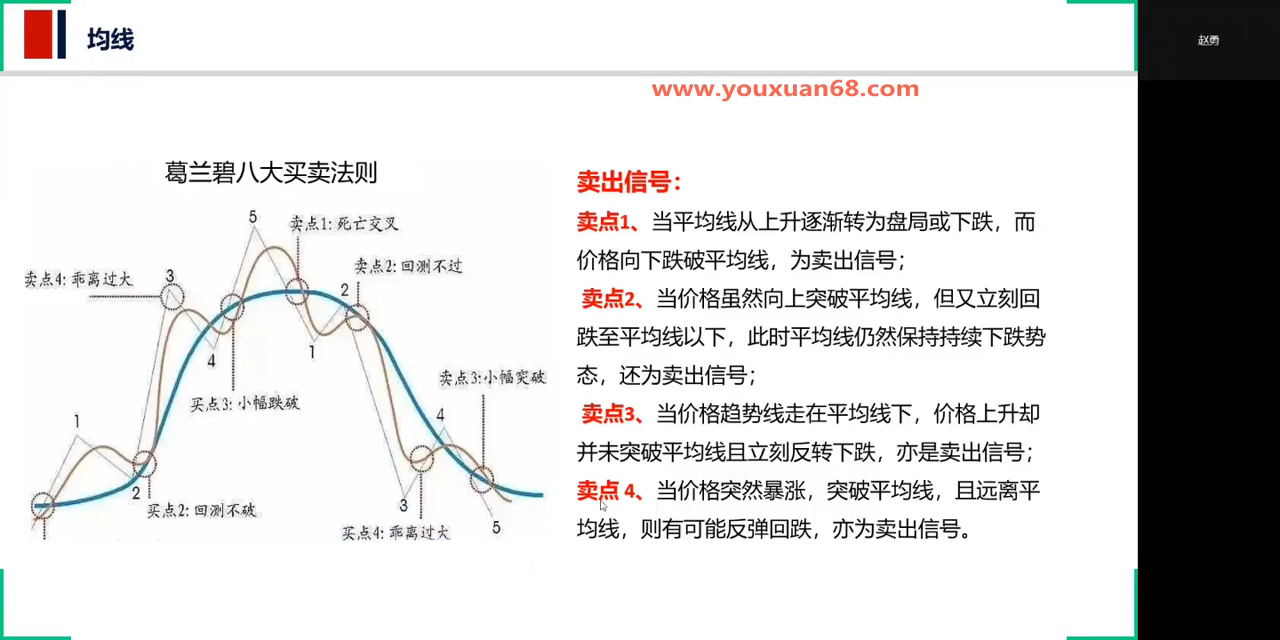 均线
赵勇
www.youxuan68.com
葛兰碧八大买卖法则
5
卖点1: 死亡交叉
卖点2: 回测不过
卖点4: 乖离过大
3
2
4
1
买点3: 小幅跌破
卖点3:小幅突破
1
4
2
买点2: 回测不破
3
买点4: 乖离过大
5
卖出信号：
卖点1、当平均线从上升逐渐转为盘局或下跌，而
价格向下跌破平均线，为卖出信号；
卖点2、当价格虽然向上突破平均线，但又立刻回
跌至平均线以下，此时平均线仍然保持持续下跌势
态，还为卖出信号；
卖点3、当价格趋势线走在平均线下，价格上升却
并未突破平均线且立刻反转下跌，亦是卖出信号；
卖点 4、当价格突然暴涨，突破平均线，且远离平
均线，则有可能反弹回跌，亦为卖出信号。